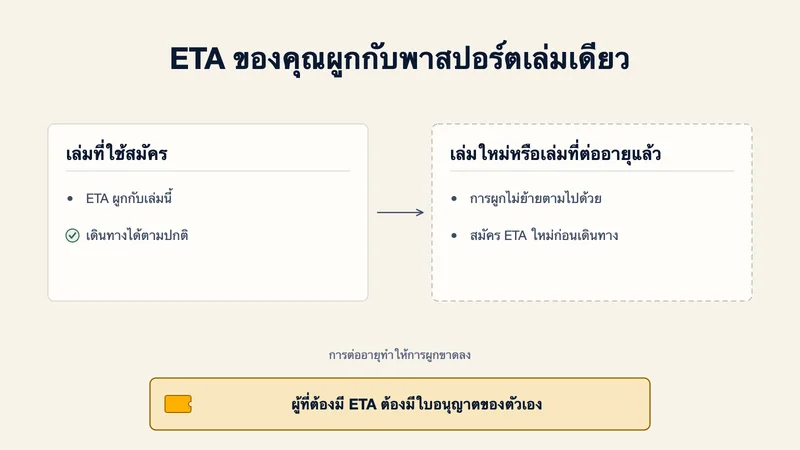 ETA ของคุณผูกกับพาสปอร์ตเล่มเดียว
เล่มที่ใช้สมัคร
• ETA ผูกกับเล่มนี้
เดินทางได้ตามปกติ
เล่มใหม่หรือเล่มที่ต่ออายุแล้ว
• การผูกไม่ย้ายตามไปด้วย
• สมัคร ETA ใหม่ก่อนเดินทาง
การต่ออายุทำให้การผูกขาดลง
ผู้ที่ต้องมี ETA ต้องมีใบอนุญาตของตัวเอง